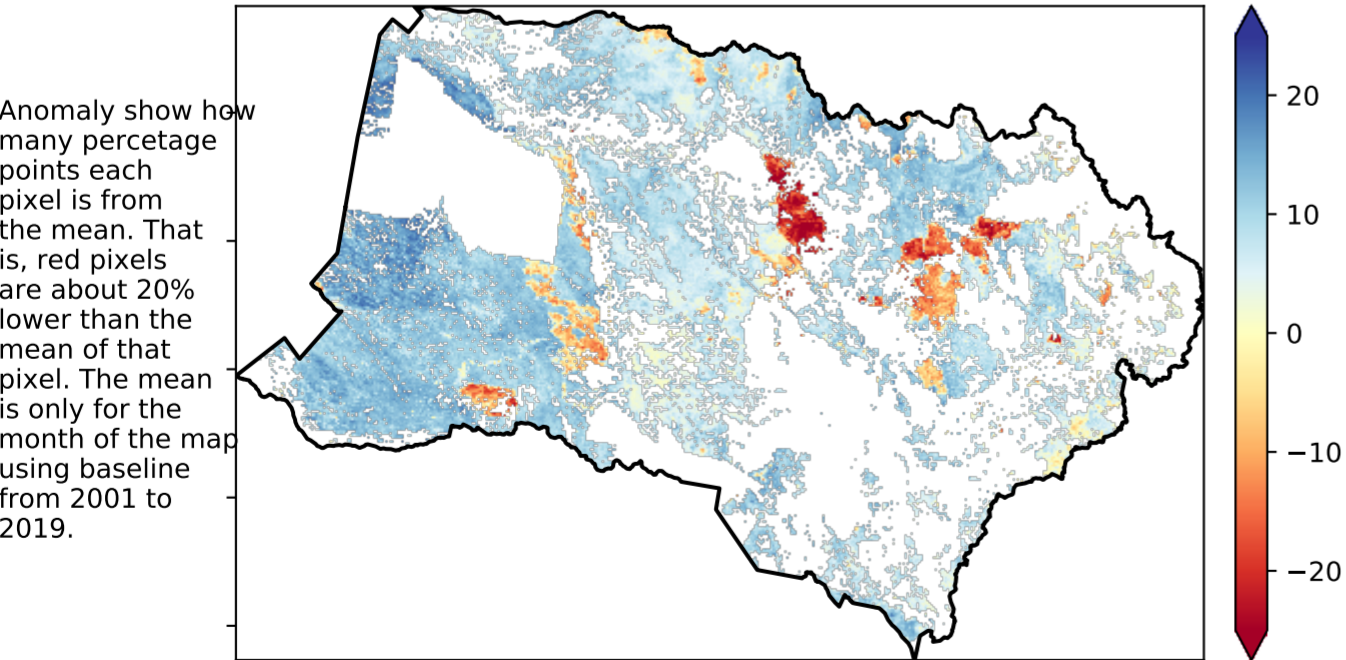 Anomaly show how
many percetage
points each
pixel is from
the mean. That
is, red pixels
are about 20%
lower than the
mean of that
pixel. The mean
is only for the
month of the map
using baseline
from 2001 to
2019.
20
10
0
−10
−20